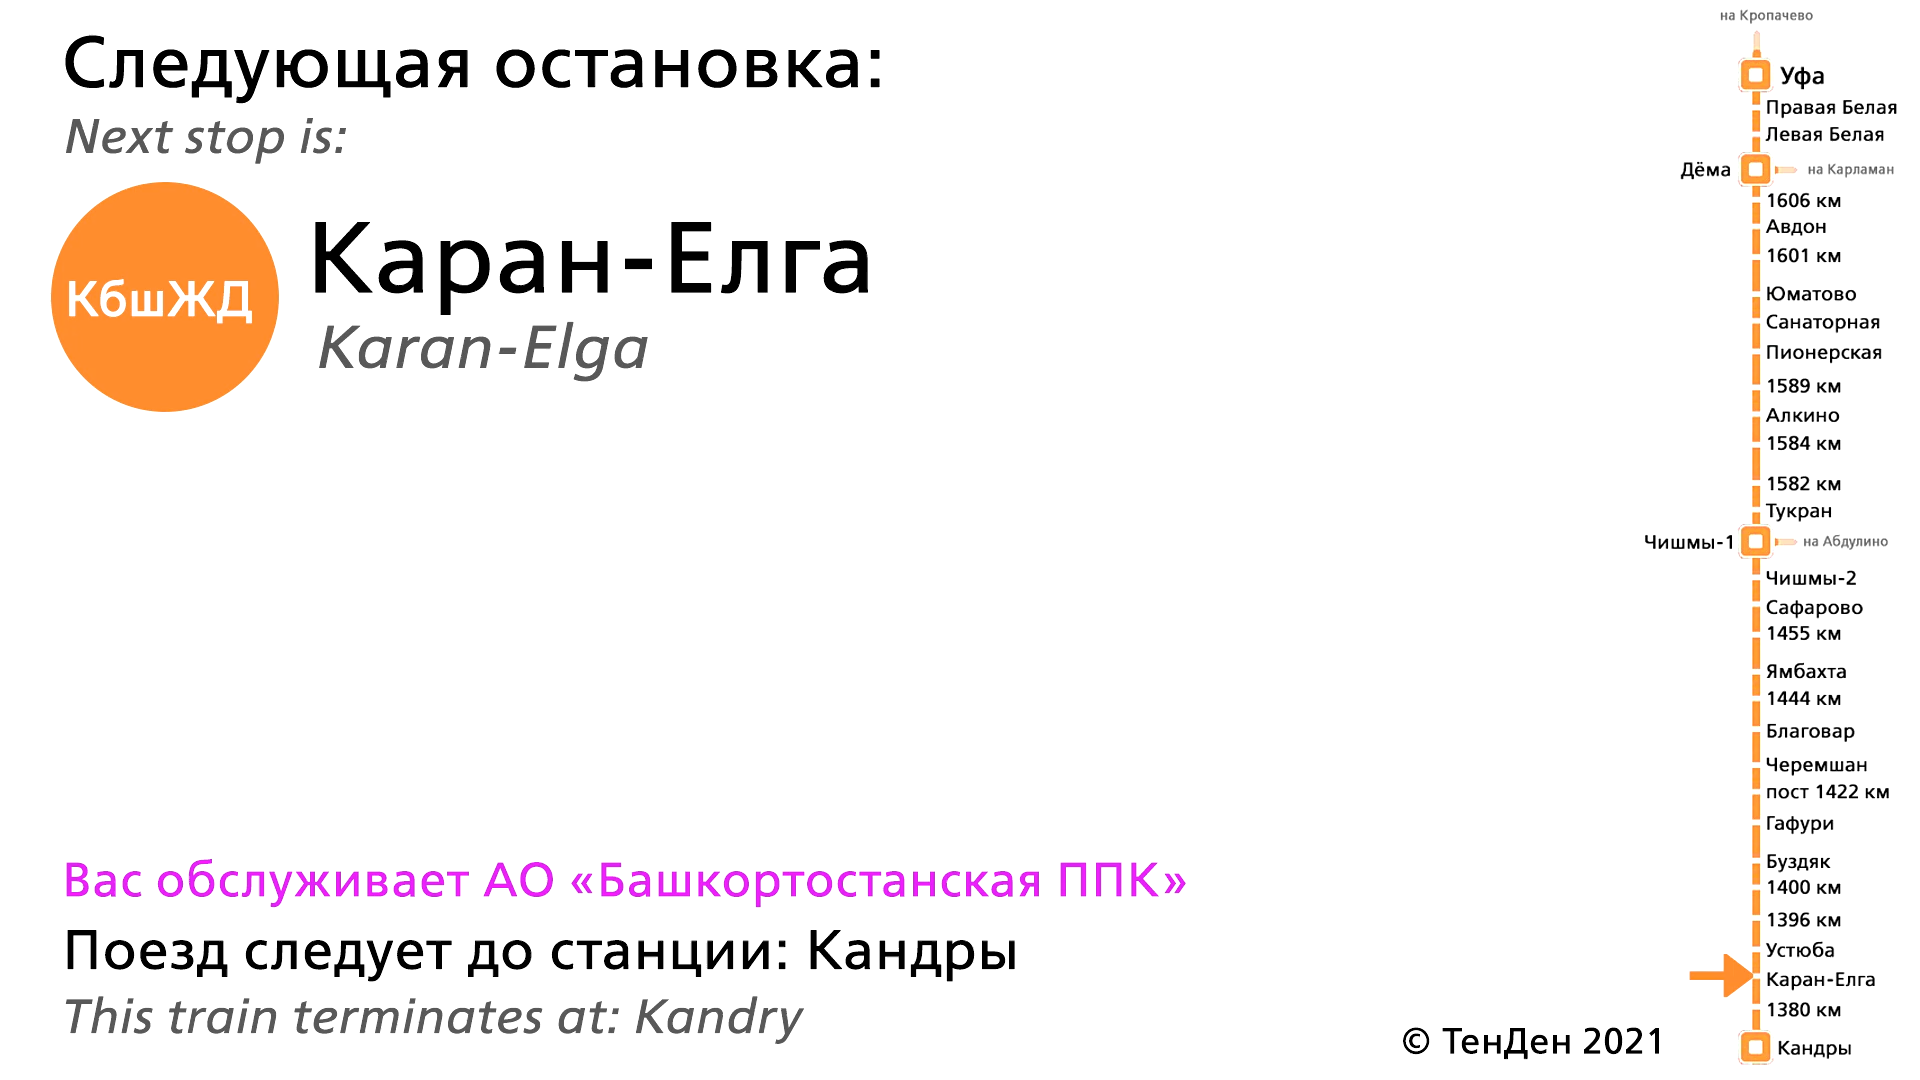 Следующая остановка:
Next stop is:
КбшЖД
Каран-Елга
Karan-Elga
Вас обслуживает АО «Башкортостанская ППК»
Поезд следует до станции: Кандры
This train terminates at: Kandry
© ТенДен 2021
на Кропачево
Уфа
Правая Белая
Левая Белая
Дёма
на Карламан
1606 км
Авдон
1601 км
Юматово
Санаторная
Пионерская
1589 км
Алкино
1584 км
1582 км
Тукран
Чишмы-1
на Абдулино
Чишмы-2
Сафарово
1455 км
Ямбахта
1444 км
Благовар
Черемшан
пост 1422 км
Гафури
Буздяк
1400 км
1396 км
Устюба
Каран-Елга
1380 км
Кандры